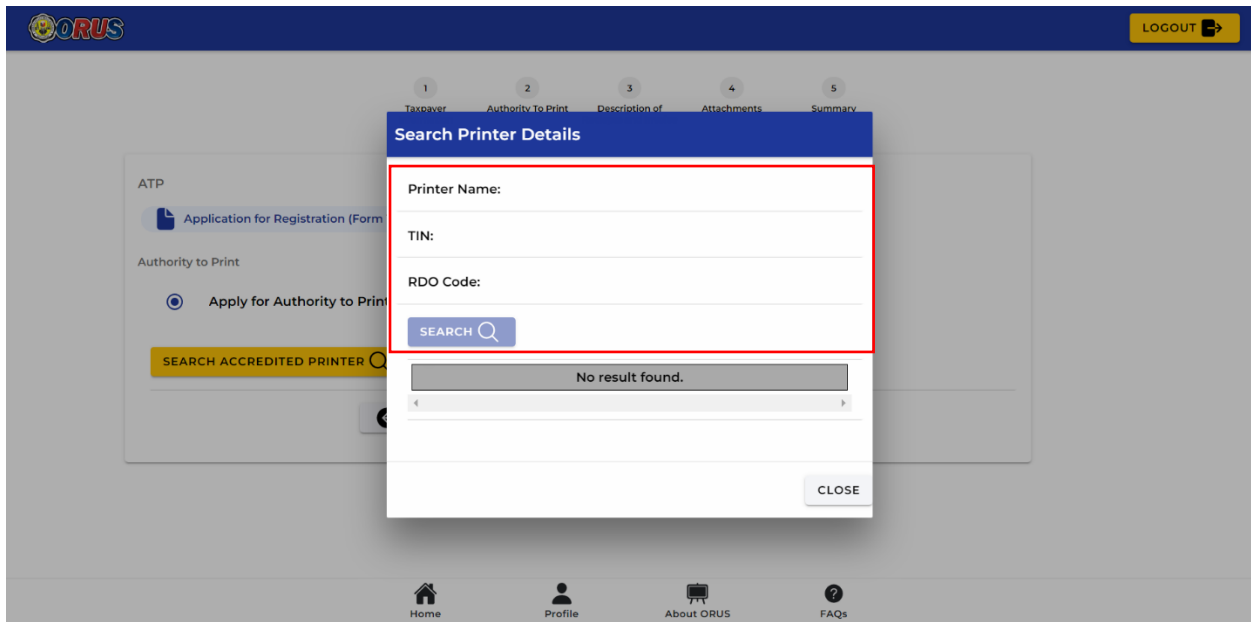 ORUS
LOGOUT
1 2 3 4 5
Taxpayer Authority To Print Description of Attachments Summary
Search Printer Details
ATP
Application for Registration (Form
Authority to Print
Apply for Authority to Print
SEARCH ACCREDITED PRINTER
Printer Name:
TIN:
RDO Code:
SEARCH
No result found.
CLOSE
Home Profile About ORUS FAQs